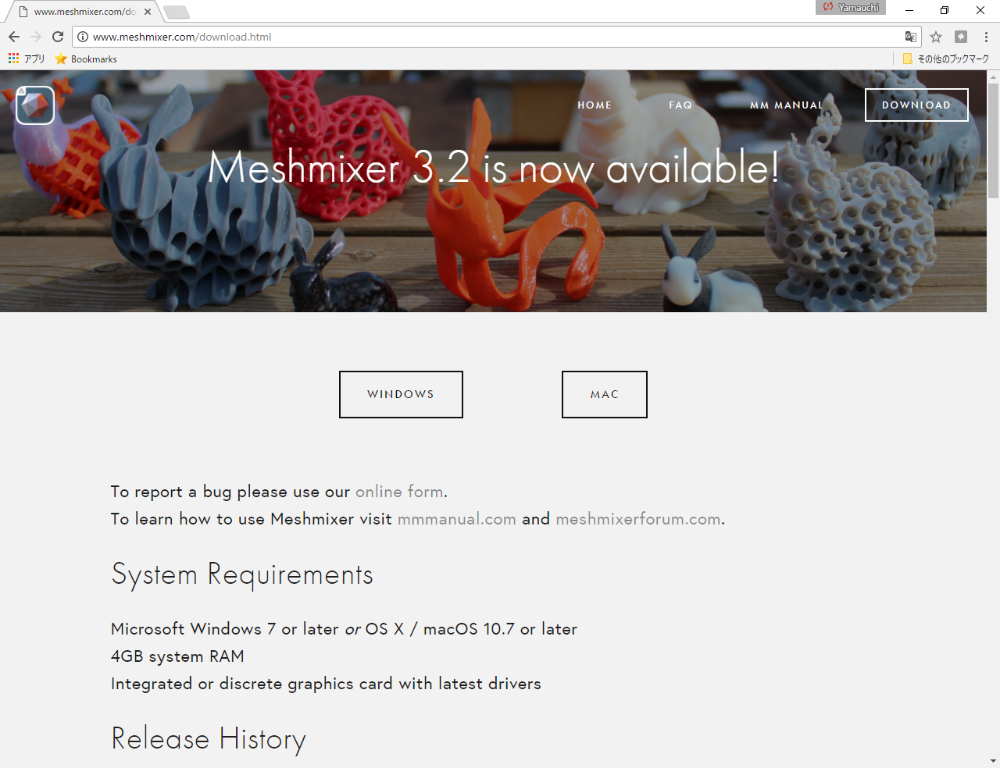 www.meshmixer.com/do
Yamauchi
www.meshmixer.com/download.html
アプリ
Bookmarks
その他のブックマーク
HOME
FAQ
MM MANUAL
DOWNLOAD
Meshmixer 3.2 is now available!
WINDOWS
MAC
To report a bug please use our online form.
To learn how to use Meshmixer visit mmmanual.com and meshmixerforum.com.
System Requirements
Microsoft Windows 7 or later or OS X / macOS 10.7 or later
4GB system RAM
Integrated or discrete graphics card with latest drivers
Release History